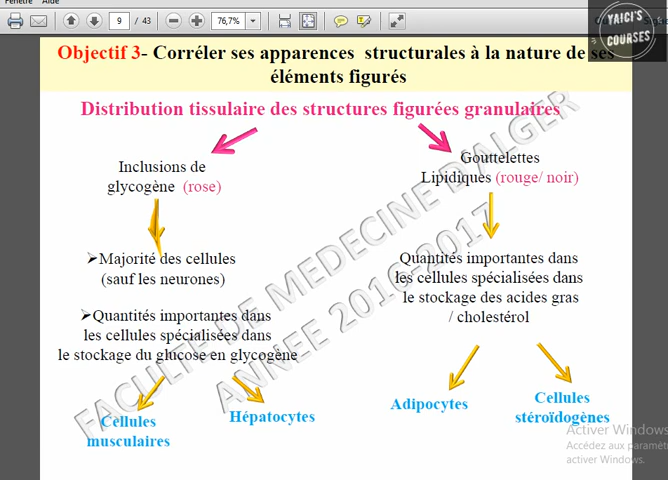 Fenêtre Aide
9 / 43
76,7%
YAICI'S
COURSES
Objectif 3- Corréler ses apparences structurales à la nature de ses
éléments figurés
Distribution tissulaire des structures figurées granulaires
Inclusions de
glycogène (rose)
Gouttelettes
Lipidiques (rouge/ noir)
➢Majorité des cellules
(sauf les neurones)
➢Quantités importantes dans
les cellules spécialisées dans
le stockage du glucose en glycogène
Quantités importantes dans
les cellules spécialisées dans
le stockage des acides gras
/ cholestérol
Cellules
musculaires
Hépatocytes
Adipocytes
Cellules
stéroïdogènes
FACULTE DE MEDECINE D'ALGER
ANNEE 2016-2017
Activer Windows
Accédez aux paramèt
activer Windows.